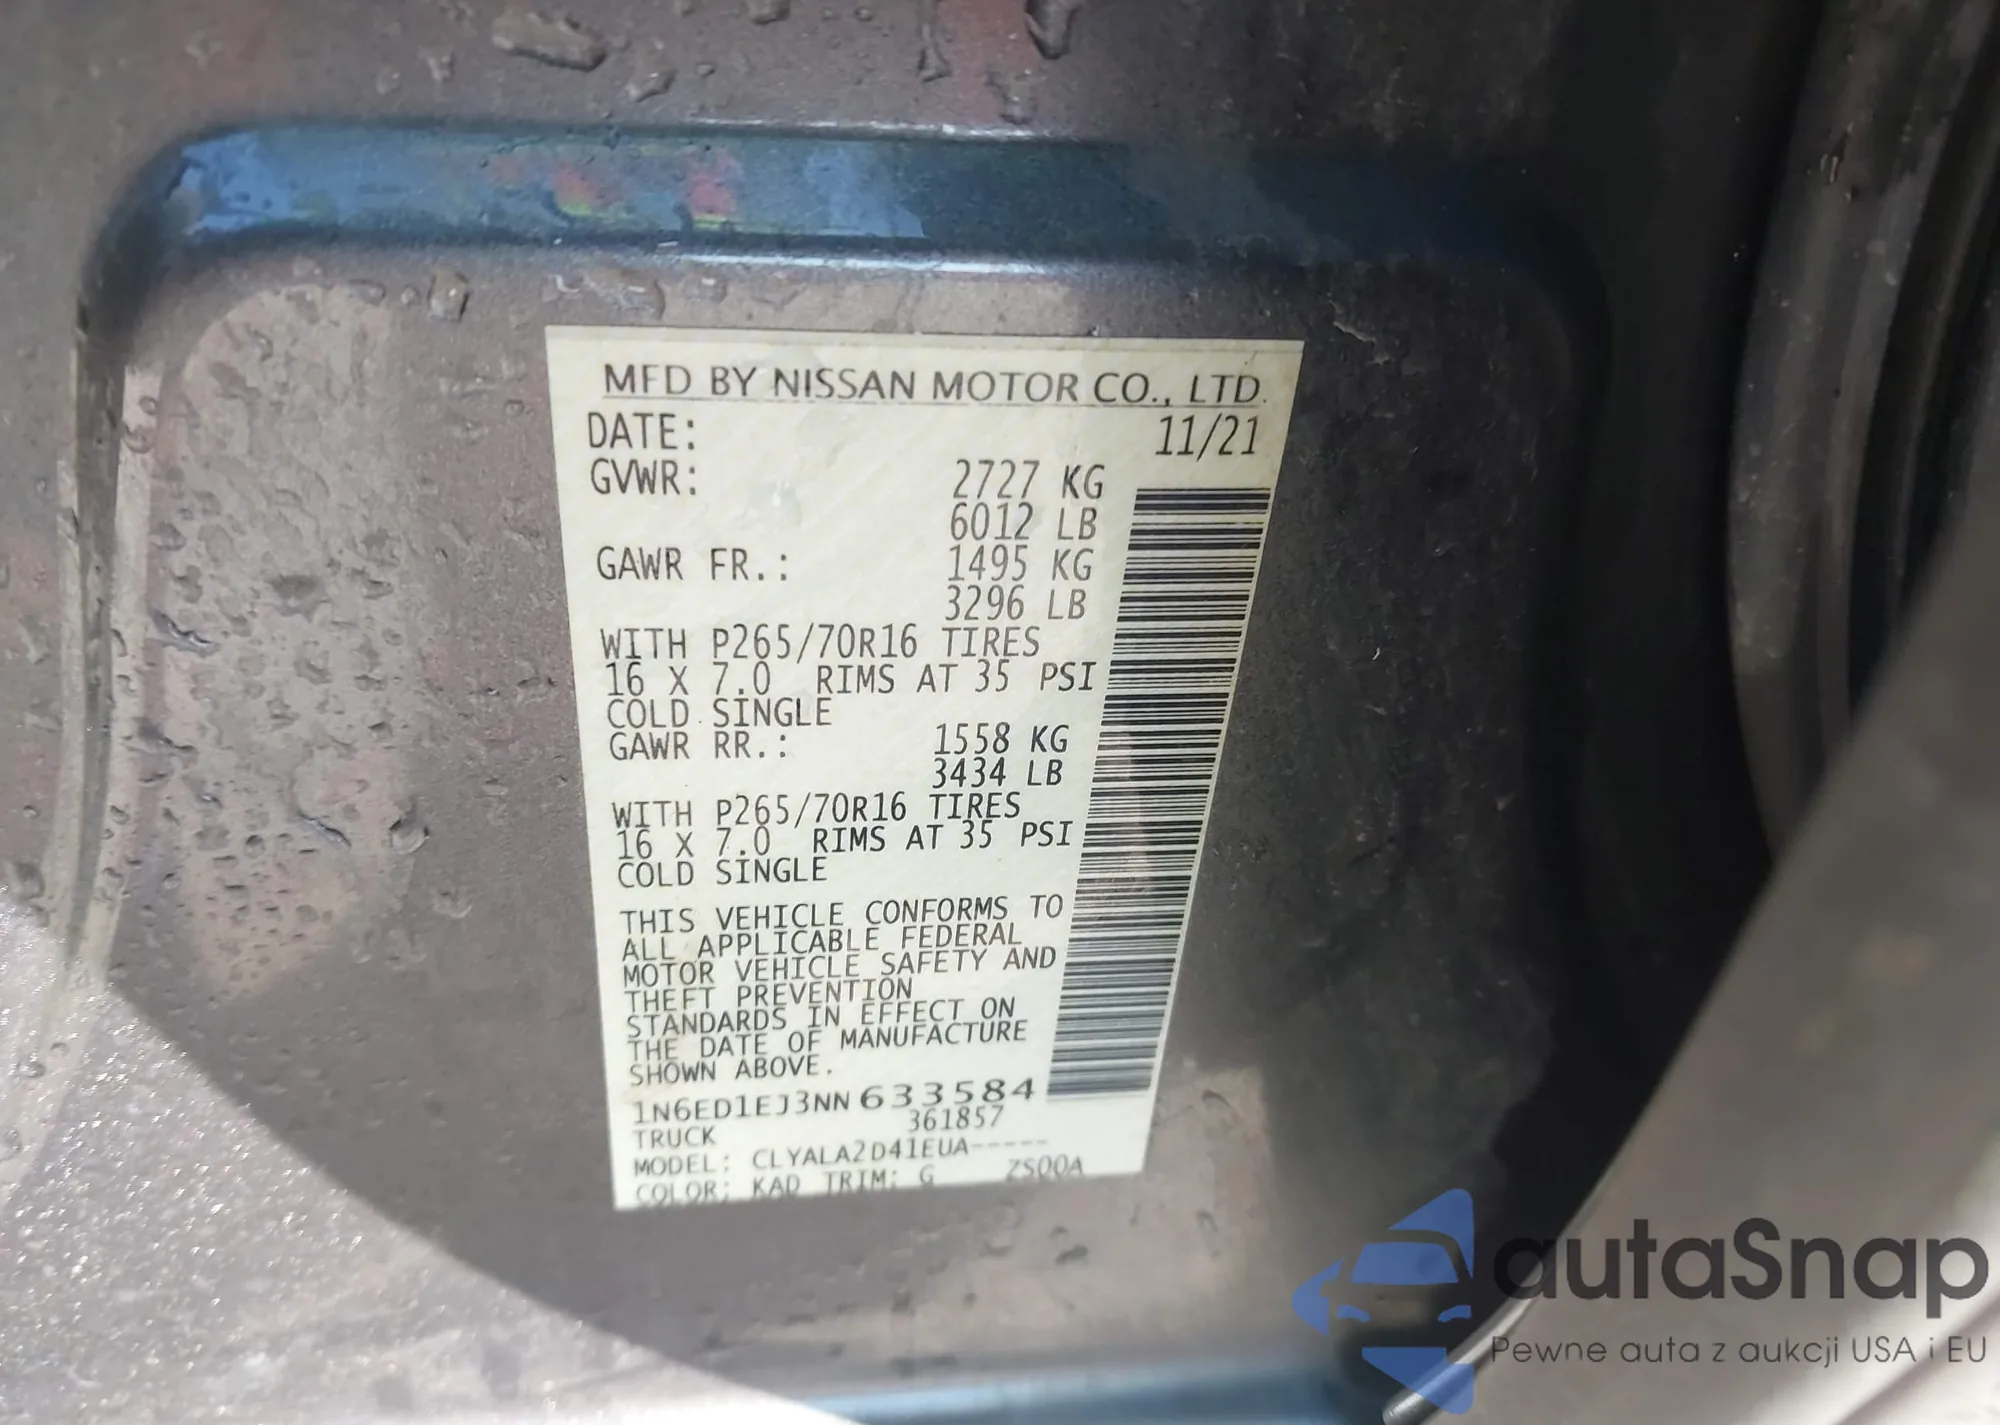 MFD BY NISSAN MOTOR CO., LTD.
DATE: 11/21
GVWR: 2727 KG
6012 LB
GAWR FR.: 1495 KG
3296 LB
WITH P265/70R16 TIRES
16 X 7.0 RIMS AT 35 PSI
COLD SINGLE
GAWR RR.: 1558 KG
3434 LB
WITH P265/70R16 TIRES
16 X 7.0 RIMS AT 35 PSI
COLD SINGLE
THIS VEHICLE CONFORMS TO
ALL APPLICABLE FEDERAL
MOTOR VEHICLE SAFETY AND
THEFT PREVENTION
STANDARDS IN EFFECT ON
THE DATE OF MANUFACTURE
SHOWN ABOVE.
1N6ED1EJ3NN633584
TRUCK 361857
MODEL: CLYALA2D41EUA-----
COLOR: KAD TRIM: G ZS00A
autaSnap
Pewne auta z aukcji USA i EU